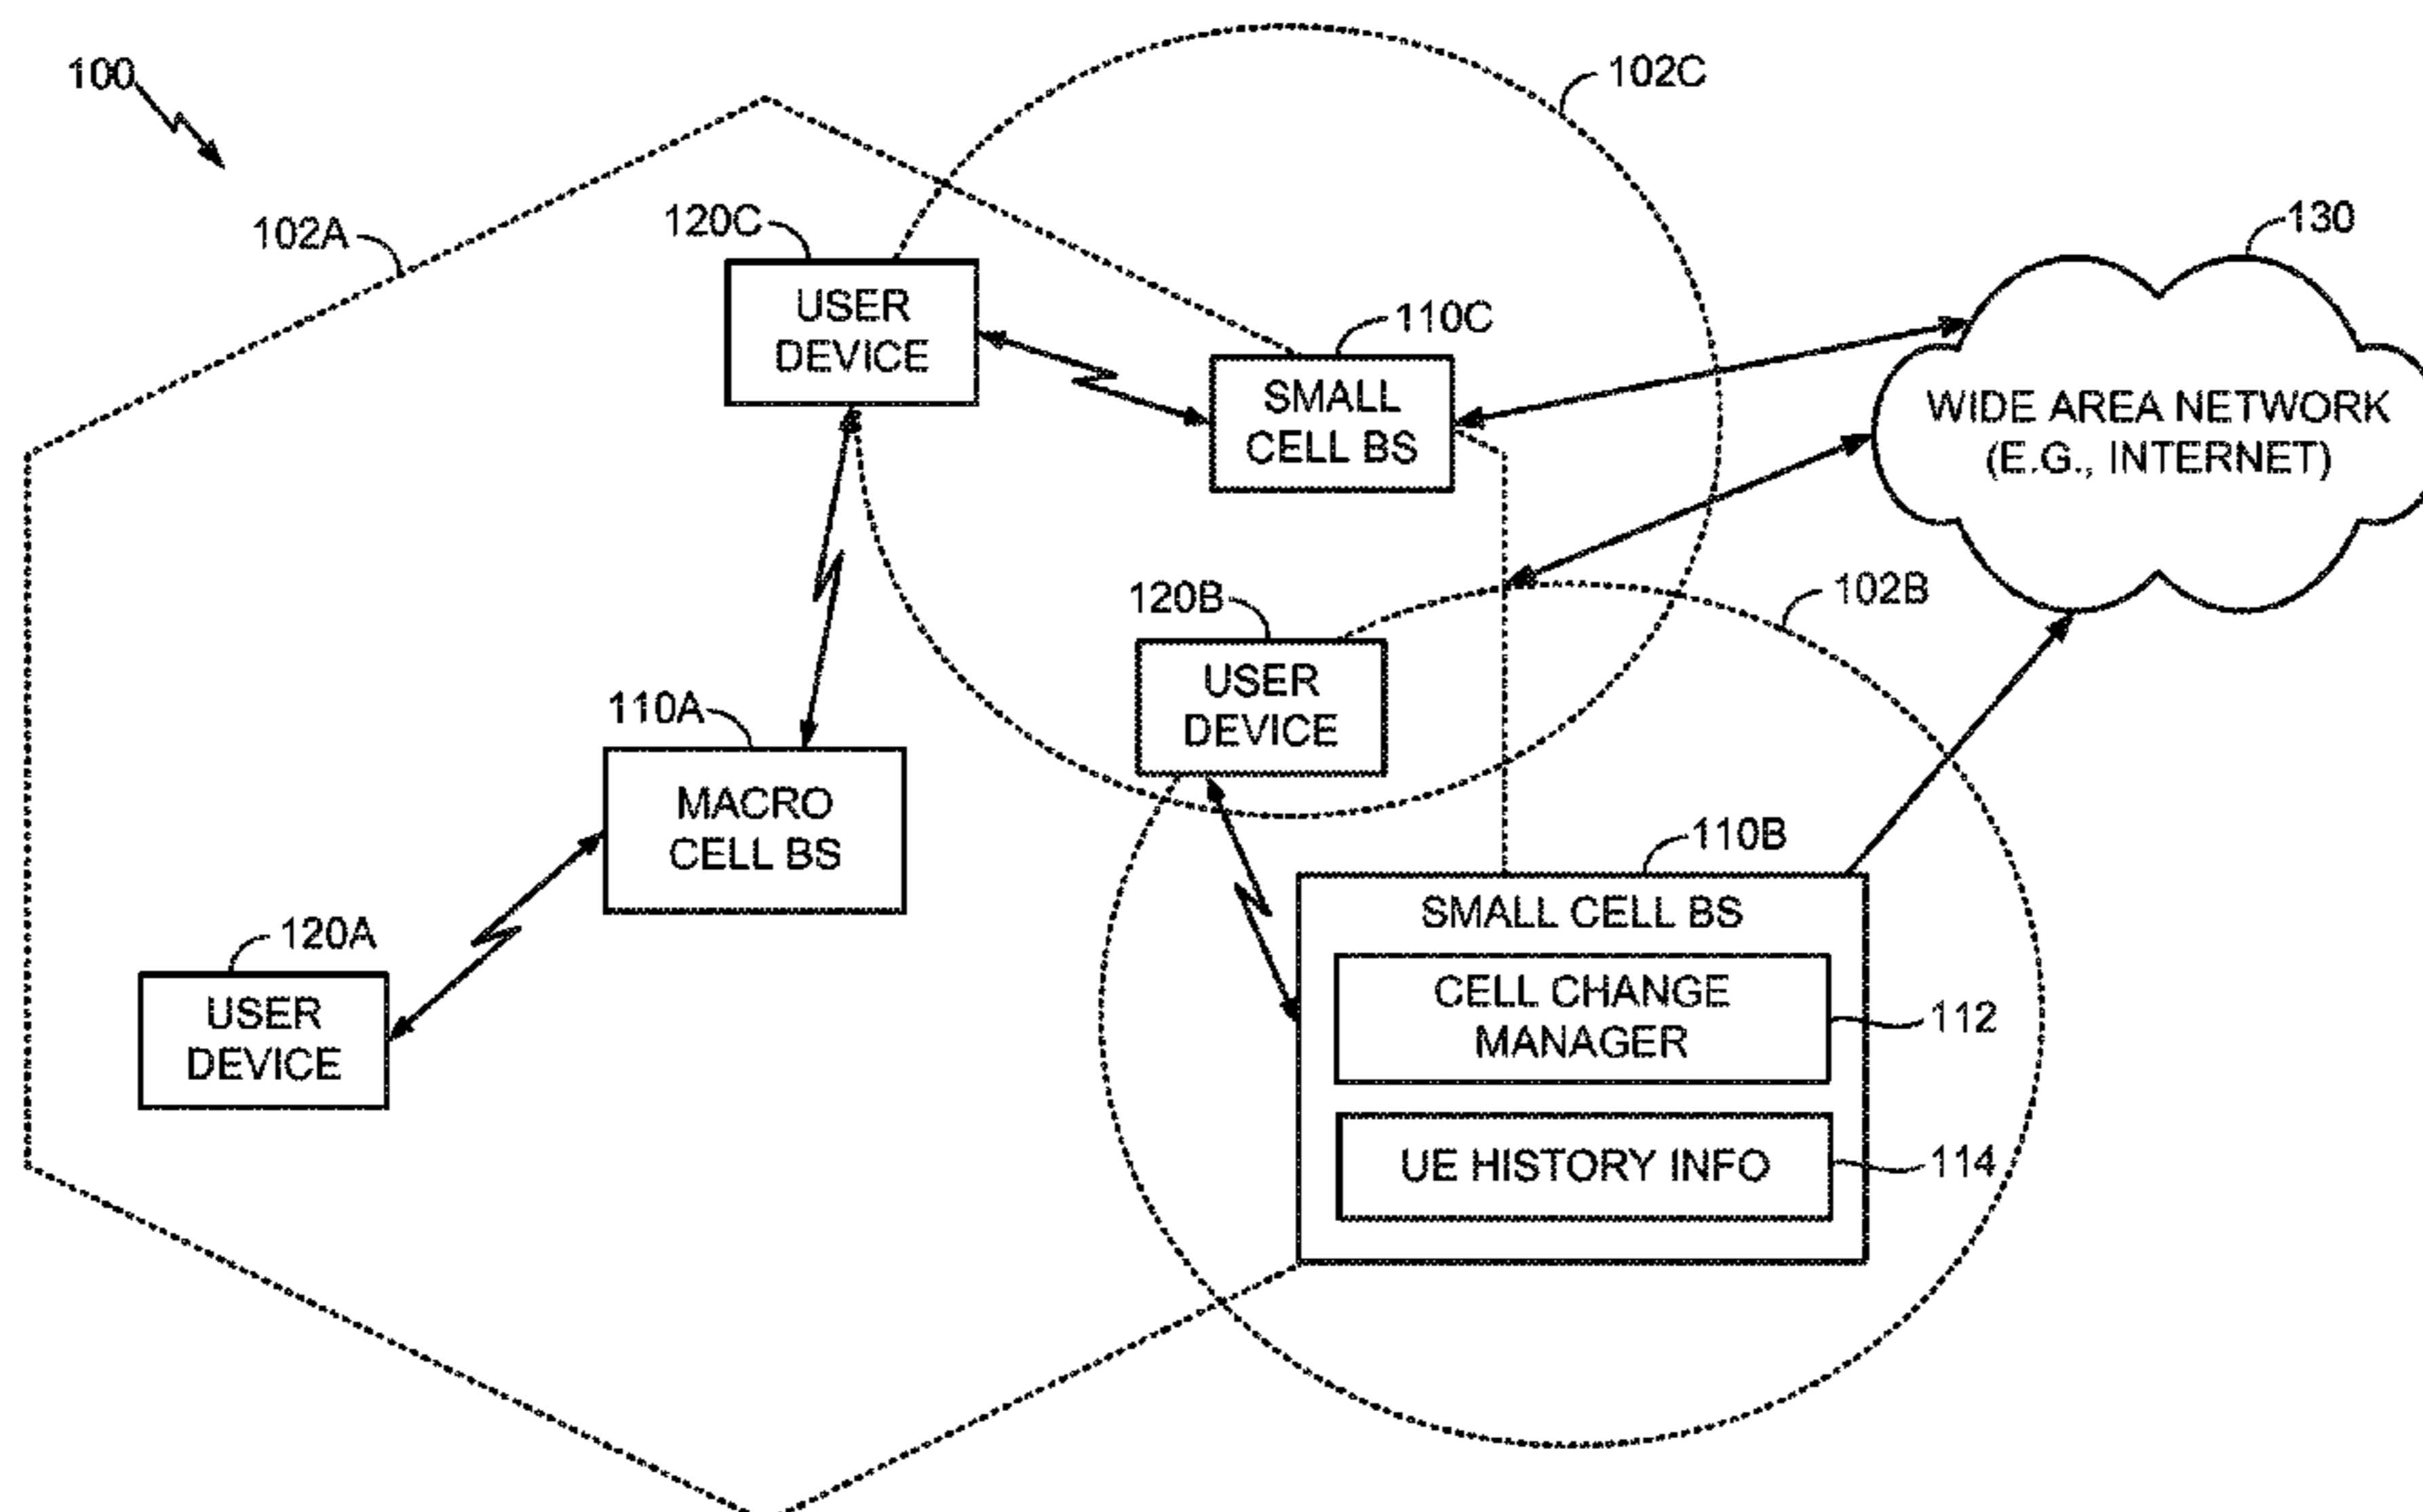 100
102C
102A
120C
130
USER
DEVICE
110C
SMALL
CELL BS
WIDE AREA NETWORK
(E.G., INTERNET)
120B
102B
USER
DEVICE
110A
MACRO
CELL BS
110B
SMALL CELL BS
120A
USER
DEVICE
CELL CHANGE
MANAGER
112
UE HISTORY INFO
114